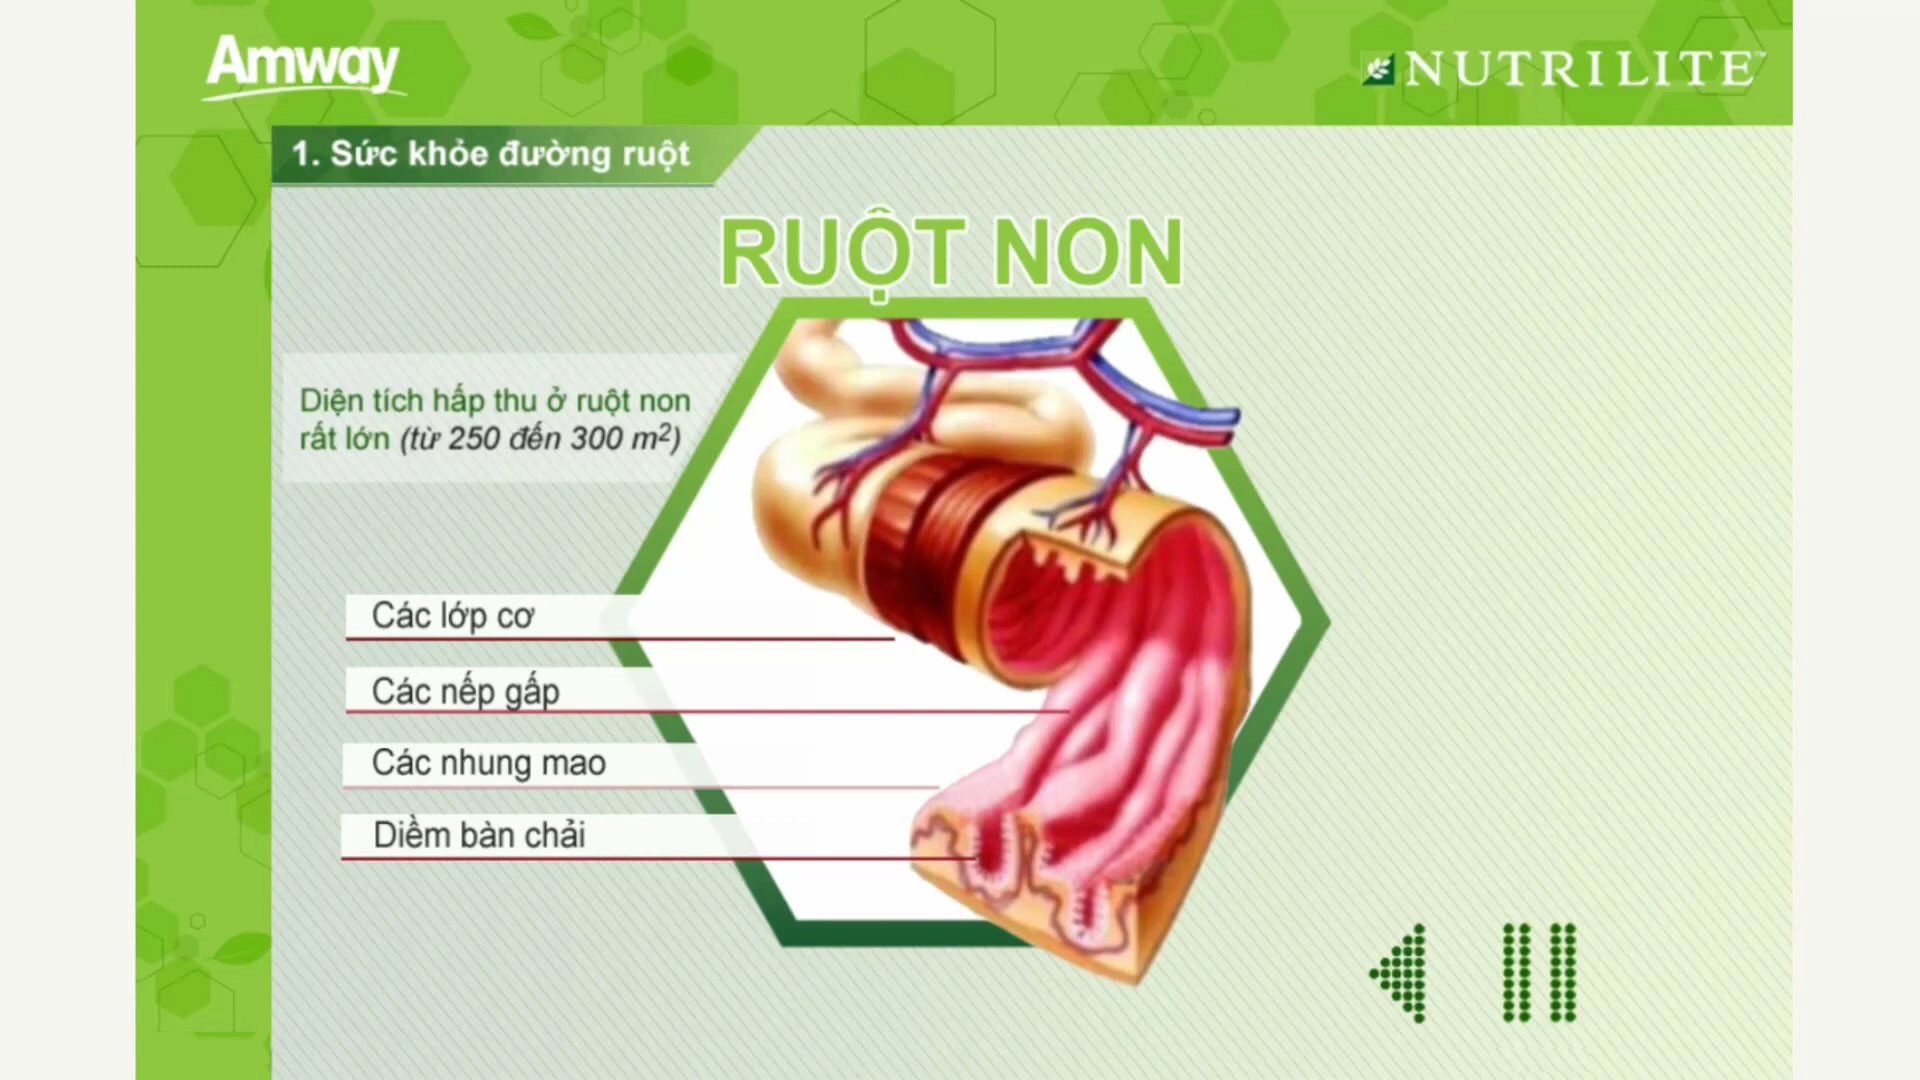 Amway
NUTRILITE™
1. Sức khỏe đường ruột
RUỘT NON
Diện tích hấp thu ở ruột non
rất lớn (từ 250 đến 300 m²)
Các lớp cơ
Các nếp gấp
Các nhung mao
Diềm bàn chải